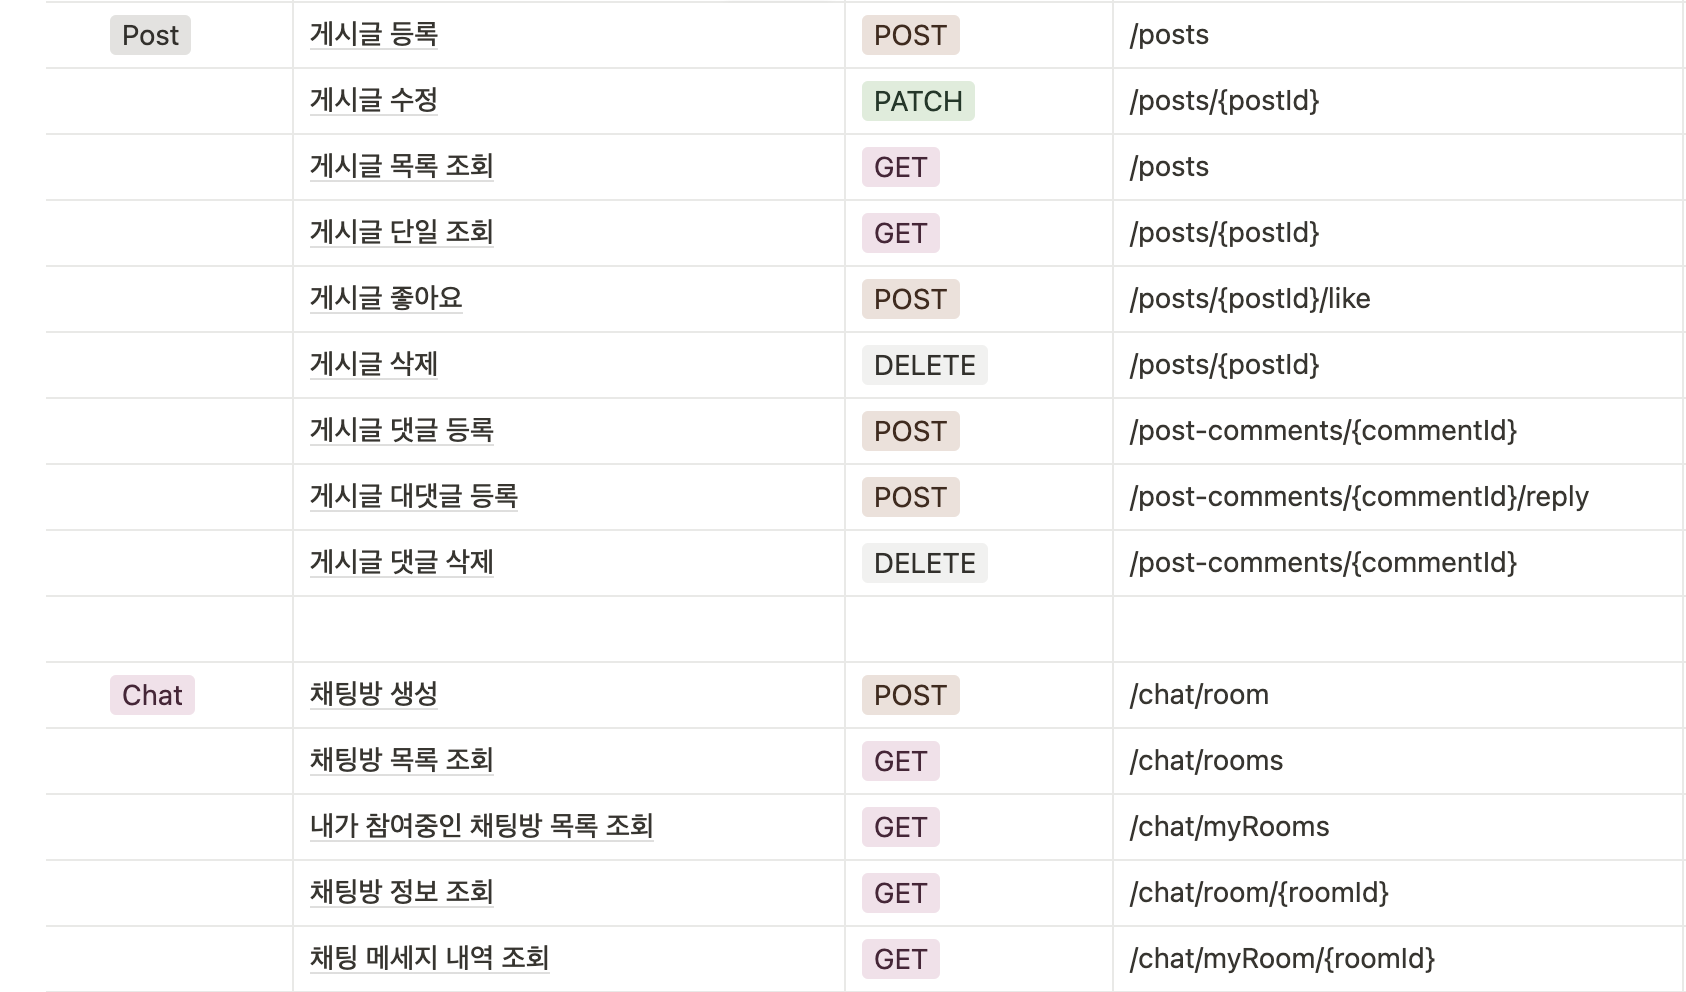 Post 게시글 등록 POST /posts
게시글 수정 PATCH /posts/{postId}
게시글 목록 조회 GET /posts
게시글 단일 조회 GET /posts/{postId}
게시글 좋아요 POST /posts/{postId}/like
게시글 삭제 DELETE /posts/{postId}
게시글 댓글 등록 POST /post-comments/{commentId}
게시글 대댓글 등록 POST /post-comments/{commentId}/reply
게시글 댓글 삭제 DELETE /post-comments/{commentId}
Chat 채팅방 생성 POST /chat/room
채팅방 목록 조회 GET /chat/rooms
내가 참여중인 채팅방 목록 조회 GET /chat/myRooms
채팅방 정보 조회 GET /chat/room/{roomId}
채팅 메세지 내역 조회 GET /chat/myRoom/{roomId}